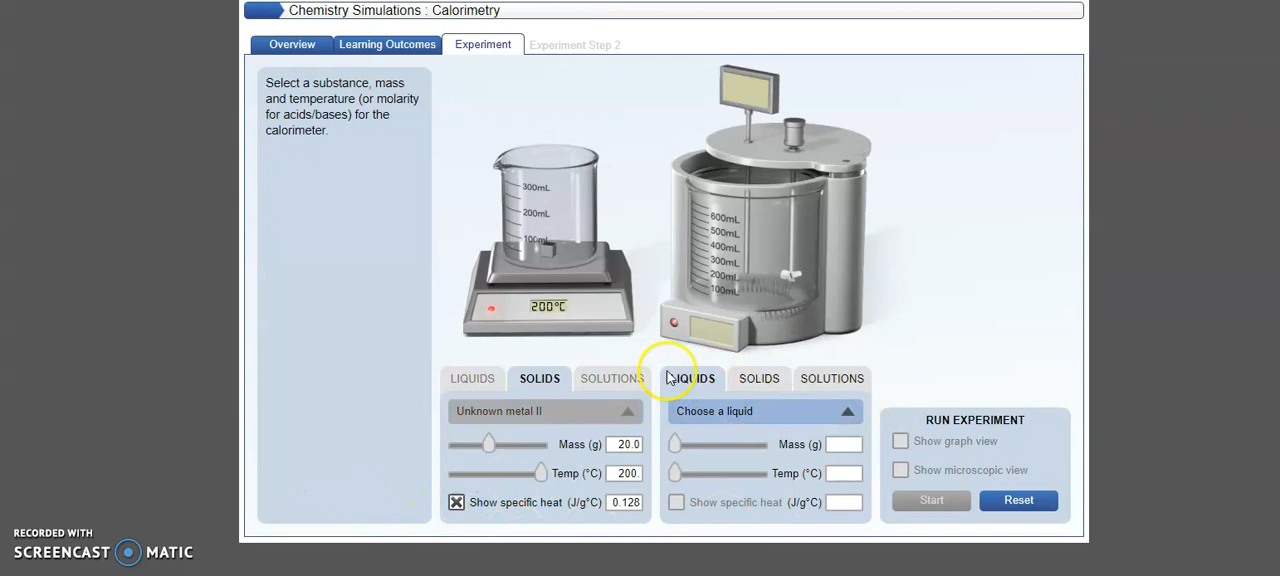 Chemistry Simulations : Calorimetry
Overview
Learning Outcomes
Experiment
Experiment Step 2
Select a substance, mass
and temperature (or molarity
for acids/bases) for the
calorimeter.
300mL
200mL
100mL
200°C
600mL
500mL
400mL
300mL
200mL
100mL
LIQUIDS
SOLIDS
SOLUTIONS
Unknown metal II
Mass (g) 20.0
Temp (°C) 200.
Show specific heat (J/g°C) 0.128
LIQUIDS
SOLIDS
SOLUTIONS
Choose a liquid
Mass (g)
Temp (°C)
Show specific heat (J/g°C)
RUN EXPERIMENT
Show graph view
Show microscopic view
Start
Reset
RECORDED WITH
SCREENCAST MATIC